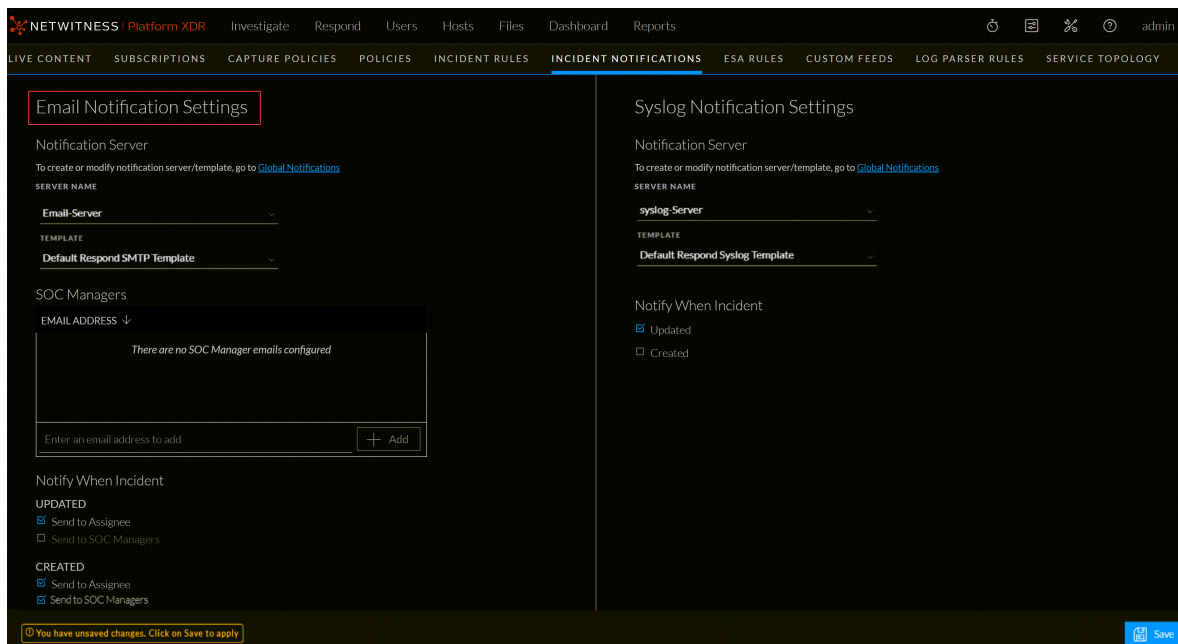 NETWITNESS Platform XDR Investigate Respond Users Hosts Files Dashboard Reports admin
LIVE CONTENT SUBSCRIPTIONS CAPTURE POLICIES POLICIES INCIDENT RULES INCIDENT NOTIFICATIONS ESA RULES CUSTOM FEEDS LOG PARSER RULES SERVICE TOPOLOGY
Email Notification Settings
Notification Server
To create or modify notification server/template, go to Global Notifications
SERVER NAME
Email-Server
TEMPLATE
Default Respond SMTP Template
SOC Managers
EMAIL ADDRESS ↓
There are no SOC Manager emails configured
Enter an email address to add
+ Add
Notify When Incident
UPDATED
Send to Assignee
Send to SOC Managers
CREATED
Send to Assignee
Send to SOC Managers
Syslog Notification Settings
Notification Server
To create or modify notification server/template, go to Global Notifications
SERVER NAME
syslog-Server
TEMPLATE
Default Respond Syslog Template
Notify When Incident
Updated
Created
You have unsaved changes. Click on Save to apply
Save